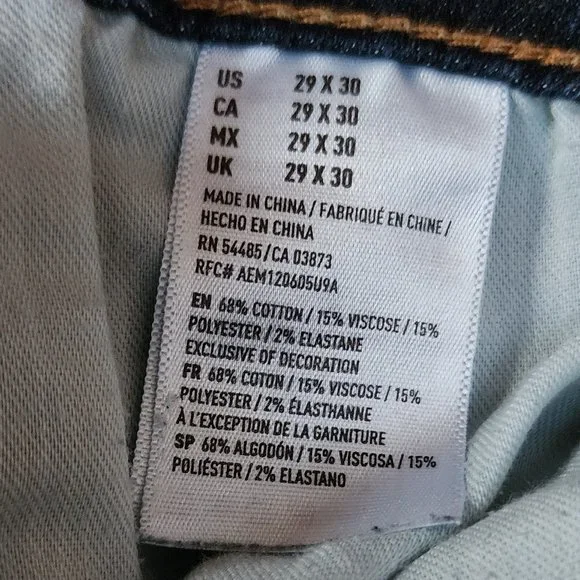 US 29 X 30
CA 29 X 30
MX 29 X 30
UK 29 X 30
MADE IN CHINA / FABRIQUÉ EN CHINE /
HECHO EN CHINA
RN 54485/CA 03873
RFC# AEM120605U9A
EN 68% COTTON / 15% VISCOSE / 15%
POLYESTER / 2% ELASTANE
EXCLUSIVE OF DECORATION
FR 68% COTON / 15% VISCOSE / 15%
POLYESTER / 2% ÉLASTHANNE
À L'EXCEPTION DE LA GARNITURE
SP 68% ALGODÓN / 15% VISCOSA / 15%
POLIÉSTER / 2% ELASTANO